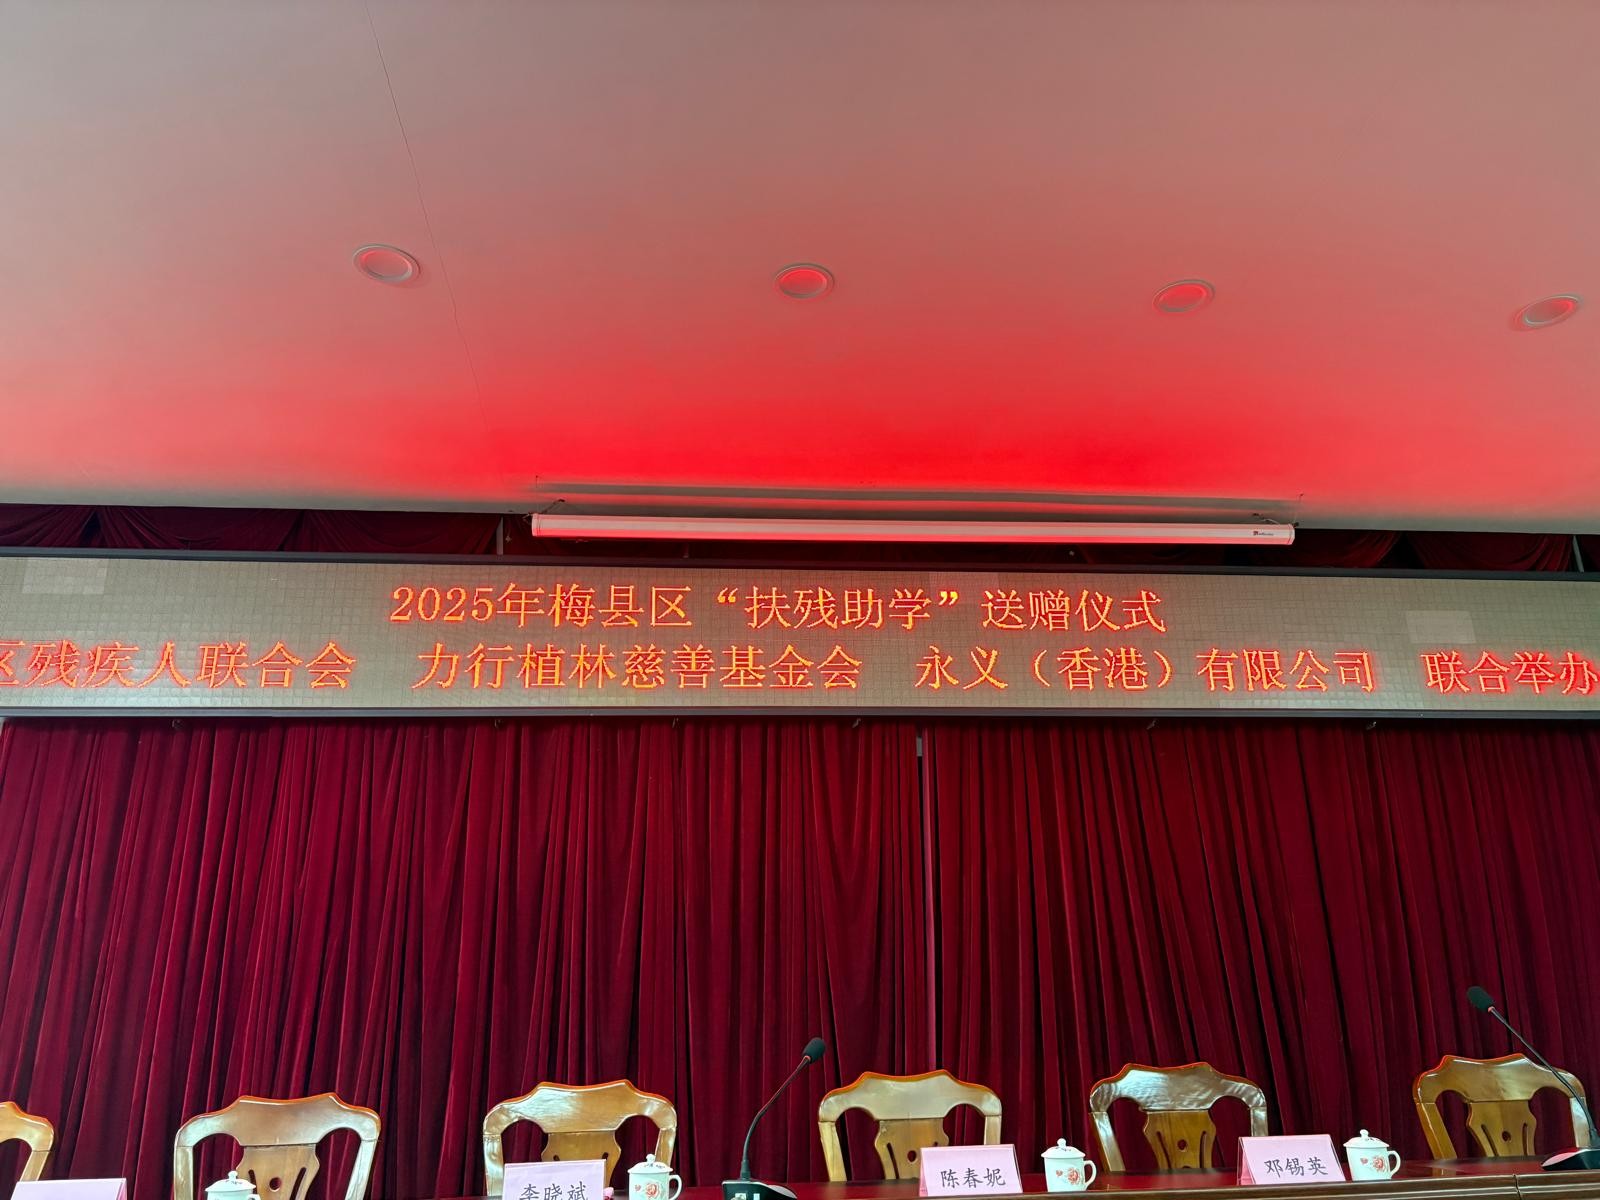 2025年梅县区“扶残助学”送赠仪式
区残疾人联合会 力行植林慈善基金会 永义（香港）有限公司 联合举办
李晓斌
陈春妮
邓锡英